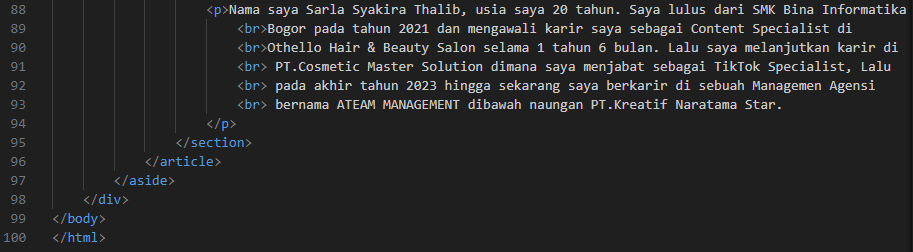 88 <p>Nama saya Sarla Syakira Thalib, usia saya 20 tahun. Saya lulus dari SMK Bina Informatika
89 <br>Bogor pada tahun 2021 dan mengawali karir saya sebagai Content Specialist di
90 <br>Othello Hair & Beauty Salon selama 1 tahun 6 bulan. Lalu saya melanjutkan karir di
91 <br> PT.Cosmetic Master Solution dimana saya menjabat sebagai TikTok Specialist, Lalu
92 <br> pada akhir tahun 2023 hingga sekarang saya berkarir di sebuah Managemen Agensi
93 <br> bernama ATEAM MANAGEMENT dibawah naungan PT.Kreatif Naratama Star.
94 </p>
95 </section>
96 </article>
97 </aside>
98 </div>
99 </body>
100 </html>